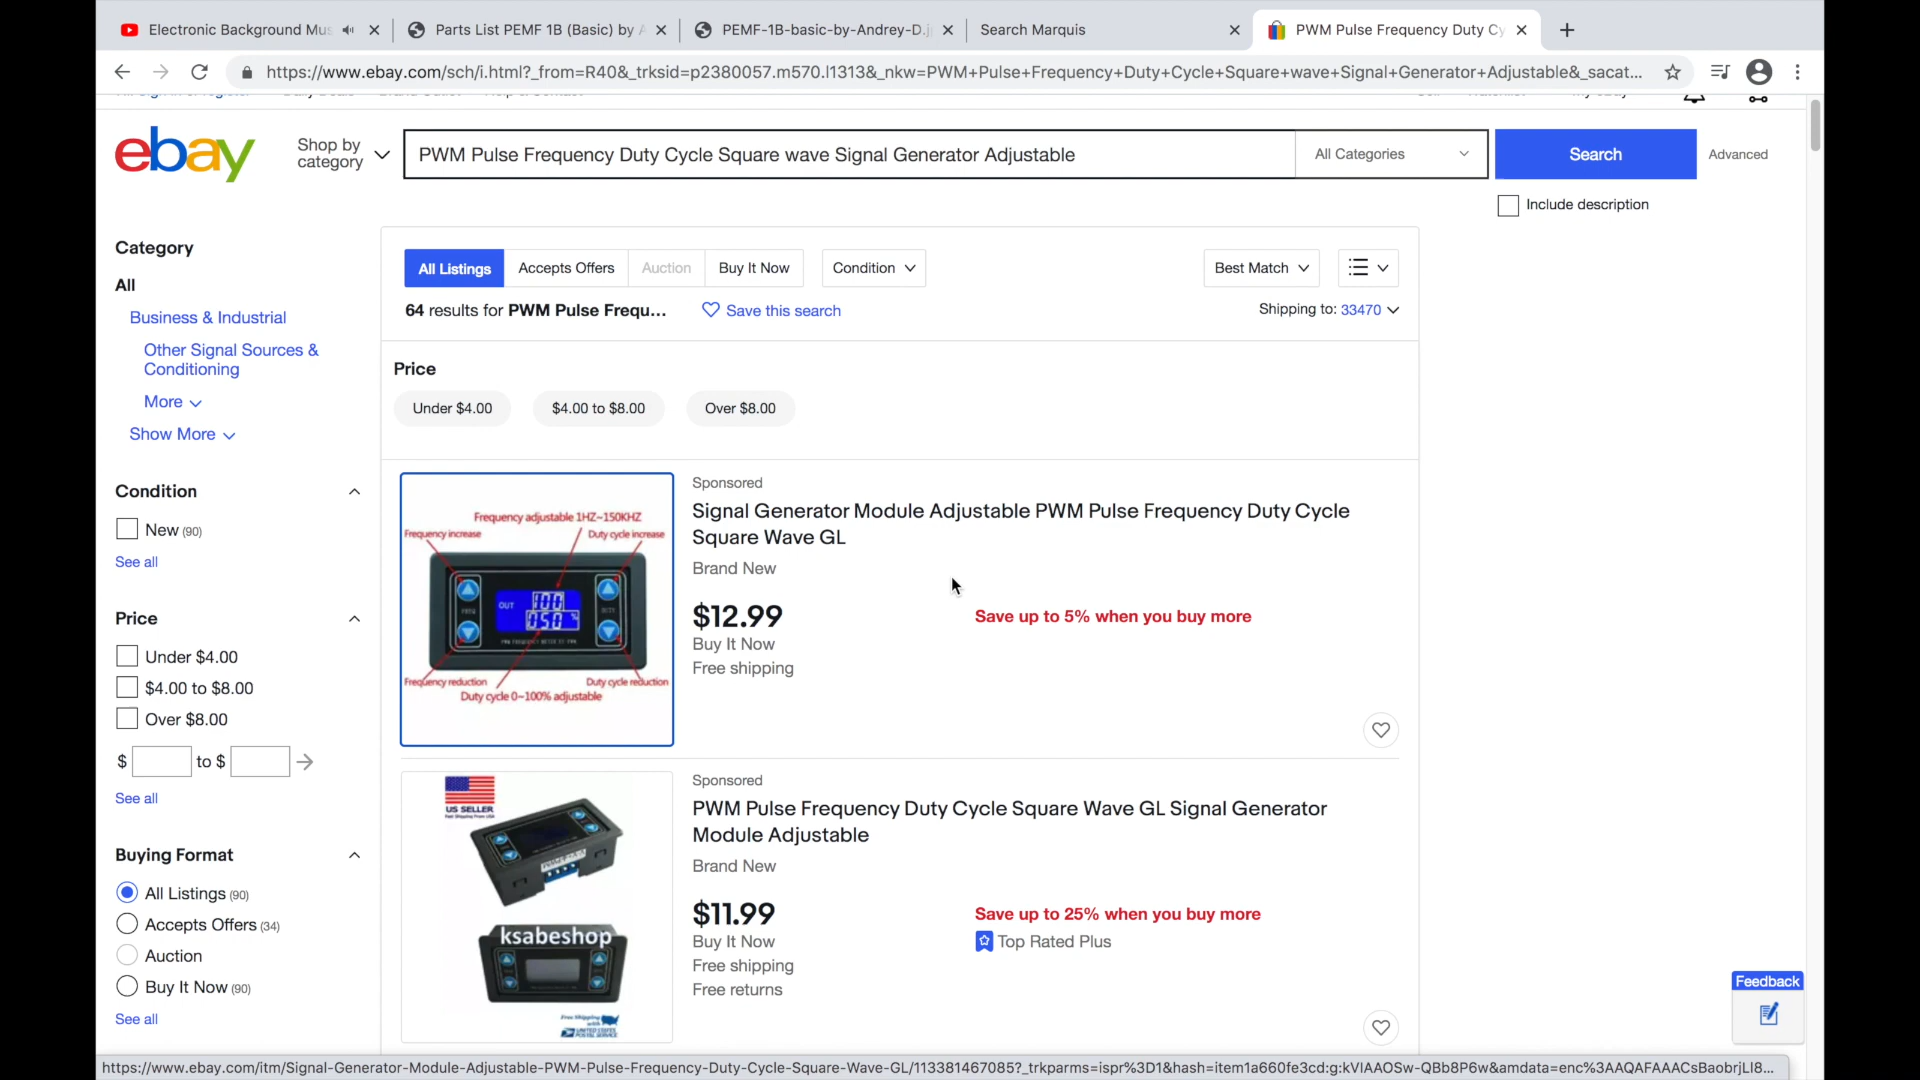 Electronic Background Mus
Parts List PEMF 1B (Basic) by A
PEMF-1B-basic-by-Andrey-D.j
Search Marquis
PWM Pulse Frequency Duty Cy
https://www.ebay.com/sch/i.html?_from=R40&_trksid=p2380057.m570.l1313&_nkw=PWM+Pulse+Frequency+Duty+Cycle+Square+wave+Signal+Generator+Adjustable&_sacat...
ebay
Shop by category
PWM Pulse Frequency Duty Cycle Square wave Signal Generator Adjustable
All Categories
Search
Advanced
Include description
Category
All
Business & Industrial
Other Signal Sources &
Conditioning
More
Show More
Condition
New (90)
See all
Price
Under $4.00
$4.00 to $8.00
Over $8.00
$ to $
See all
Buying Format
All Listings (90)
Accepts Offers (34)
Auction
Buy It Now (90)
See all
All Listings
Accepts Offers
Auction
Buy It Now
Condition
Best Match
64 results for PWM Pulse Frequ...
Save this search
Shipping to: 33470
Price
Under $4.00
$4.00 to $8.00
Over $8.00
Frequency adjustable 1HZ~150KHZ
Frequency increase
Duty cycle increase
OUT
100
050 %
Frequency reduction
Duty cycle reduction
Duty cycle 0~100% adjustable
Sponsored
Signal Generator Module Adjustable PWM Pulse Frequency Duty Cycle
Square Wave GL
Brand New
$12.99
Save up to 5% when you buy more
Buy It Now
Free shipping
US SELLER
ksabeshop
Sponsored
PWM Pulse Frequency Duty Cycle Square Wave GL Signal Generator
Module Adjustable
Brand New
$11.99
Save up to 25% when you buy more
Buy It Now
Top Rated Plus
Free shipping
Free returns
Feedback
https://www.ebay.com/itm/Signal-Generator-Module-Adjustable-PWM-Pulse-Frequency-Duty-Cycle-Square-Wave-GL/113381467085?_trkparms=ispr%3D1&hash=item1a660fe3cd:g:kVIAAOSw-QBb8P6w&amdata=enc%3AAQAFAAACsBaobrjLI8...